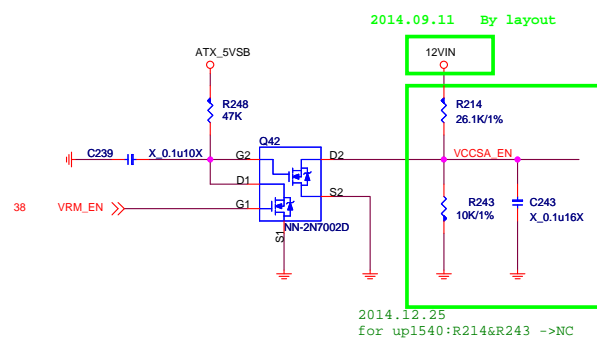 2014.09.11 By layout
ATX_5VSB
12VIN
R248
47K
R214
26.1K/1%
Q42
C239
X_0.1u10X
G2
D2
VCCSA_EN
D1
S2
38
VRM_EN
G1
R243
10K/1%
C243
X_0.1u16X
NN-2N7002D
S1
2014.12.25
for up1540:R214&R243 ->NC